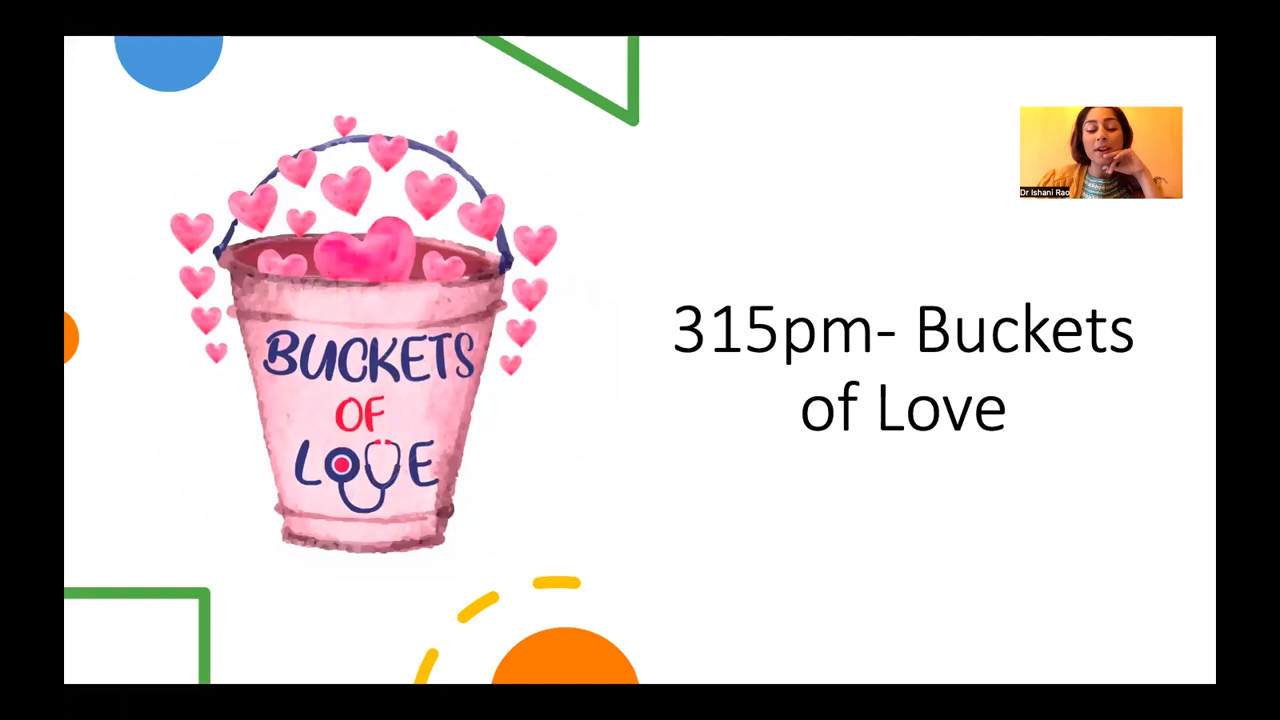 BUCKETS
OF
LOVE
Dr Ishani Rao
315pm- Buckets
of Love